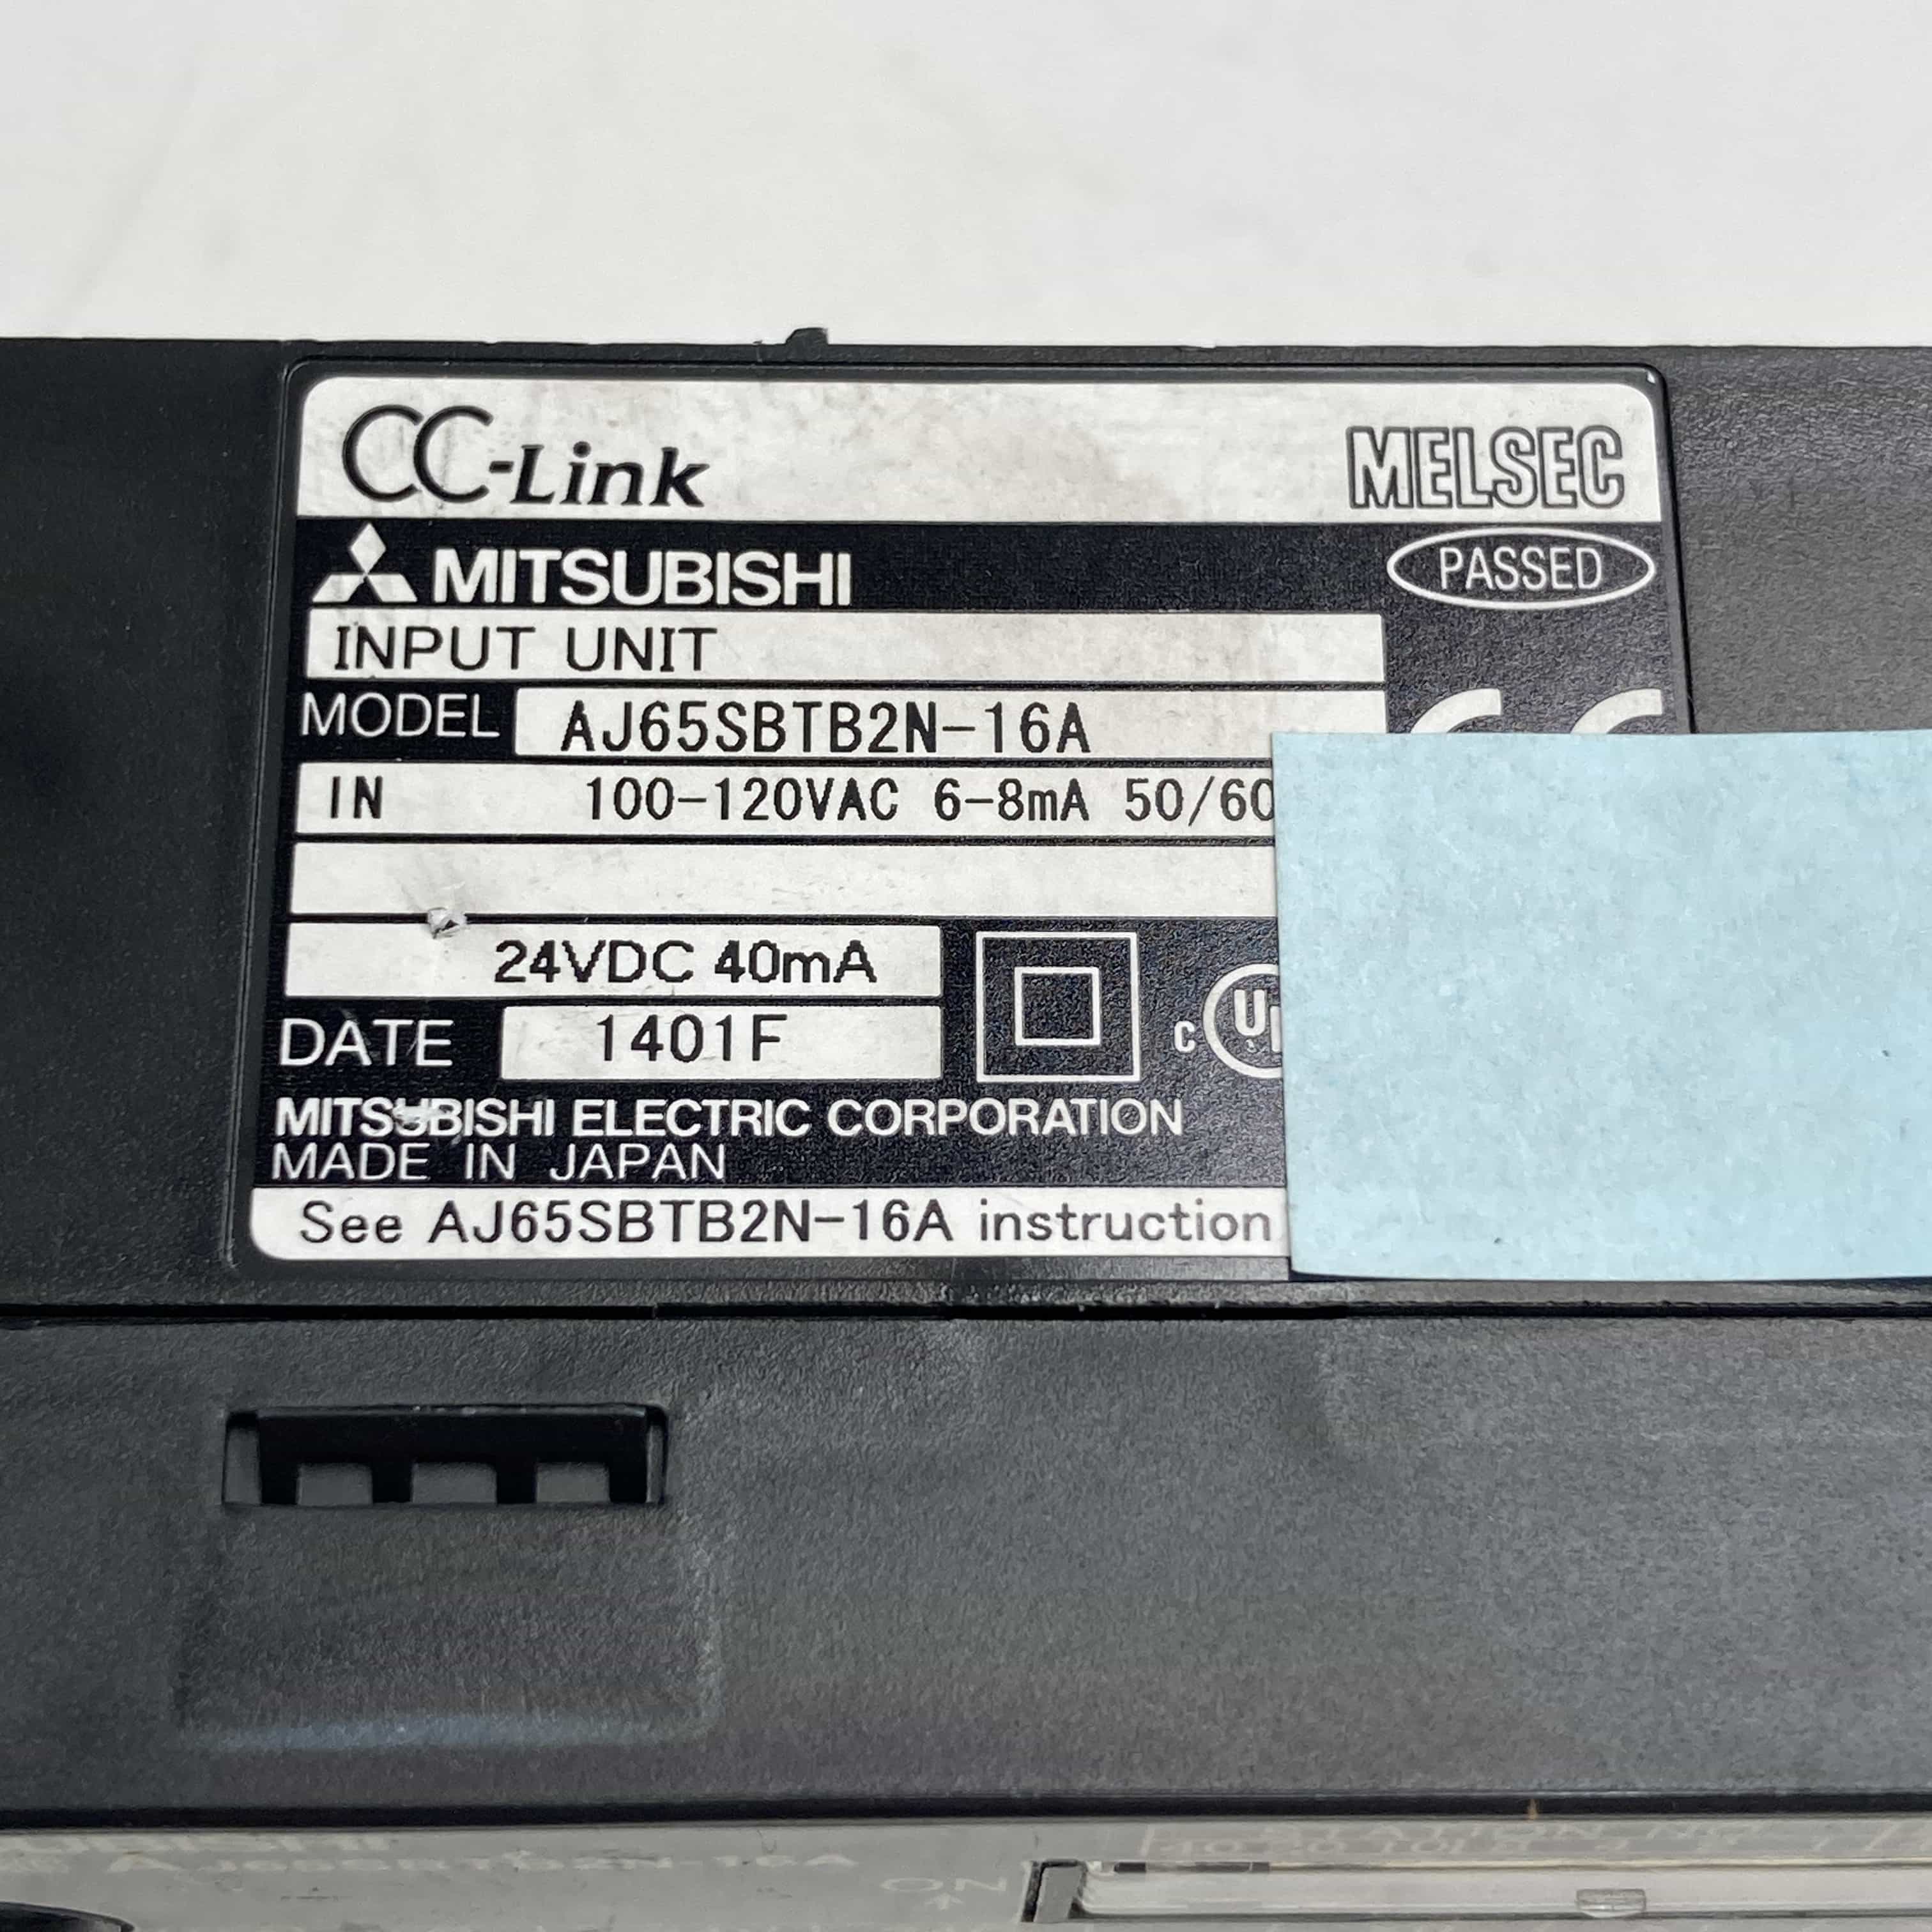 CC-Link
MELSEC
MITSUBISHI
PASSED
INPUT UNIT
MODEL AJ65SBTB2N-16A
IN 100-120VAC 6-8mA 50/60
24VDC 40mA
DATE 1401F
MITSUBISHI ELECTRIC CORPORATION
MADE IN JAPAN
See AJ65SBTB2N-16A instruction
ON